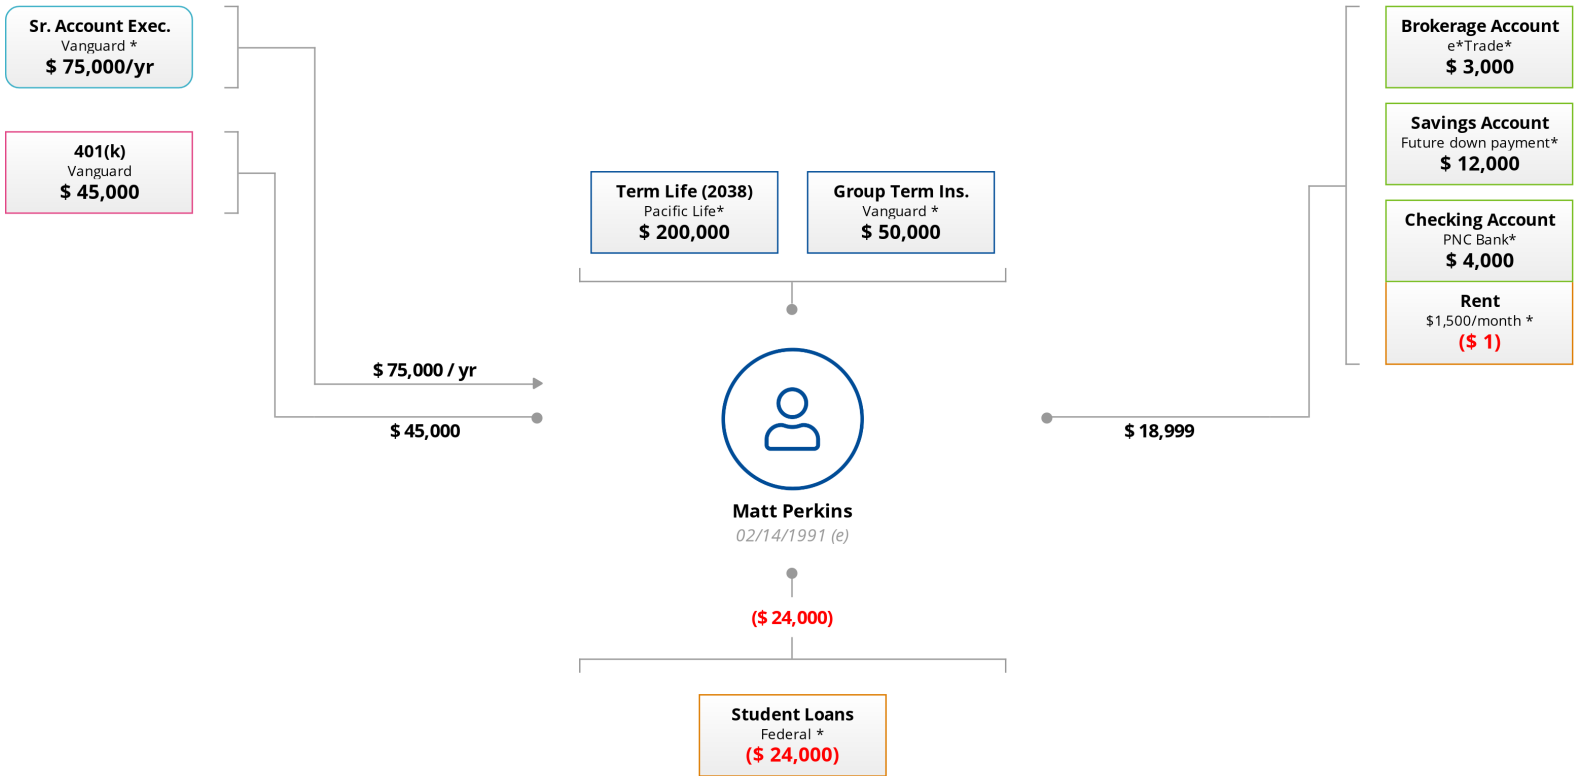 Sr. Account Exec.
Vanguard *
$ 75,000/yr
401(k)
Vanguard
$ 45,000
Term Life (2038)
Pacific Life*
$ 200,000
Group Term Ins.
Vanguard *
$ 50,000
Brokerage Account
e*Trade*
$ 3,000
Savings Account
Future down payment*
$ 12,000
Checking Account
PNC Bank*
$ 4,000
Rent
$1,500/month *
($ 1)
$ 75,000 / yr
$ 45,000
$ 18,999
Matt Perkins
02/14/1991 (e)
($ 24,000)
Student Loans
Federal *
($ 24,000)